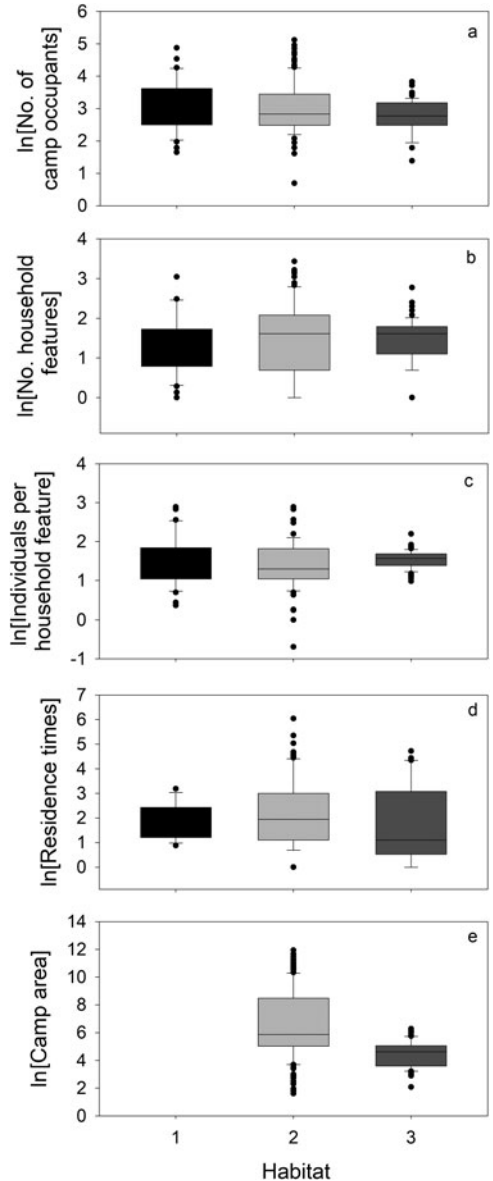 ln[No. of
camp occupants]
6
5
4
3
2
1
0
a
ln[No. household
features]
4
3
2
1
0
b
ln[Individuals per
household feature]
4
3
2
1
0
-1
c
ln[Residence times]
7
6
5
4
3
2
1
0
d
ln[Camp area]
14
12
10
8
6
4
2
0
e
1 2 3
Habitat